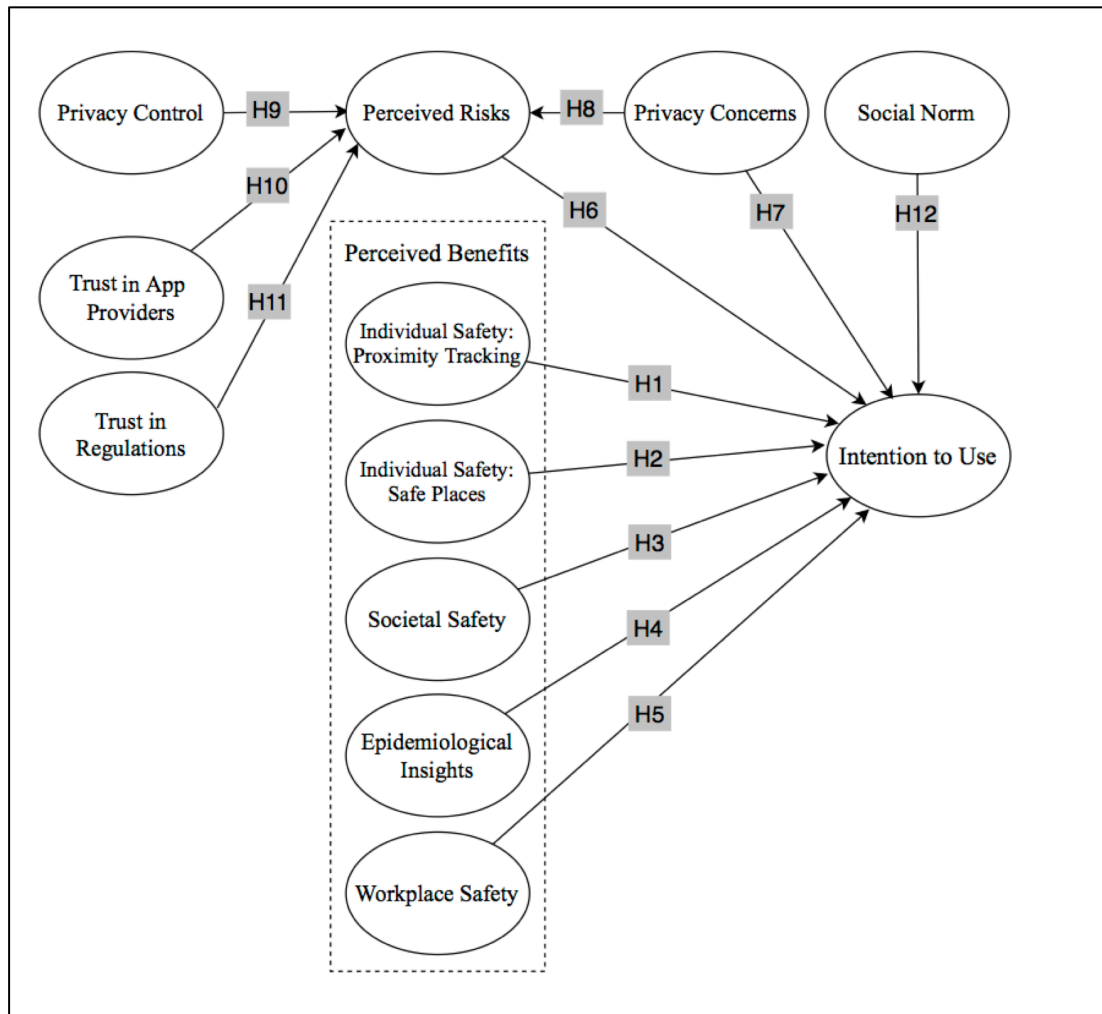 Privacy Control
H9
Perceived Risks
H8
Privacy Concerns
Social Norm
H10
H6
H7
H12
Trust in App
Providers
H11
Perceived Benefits
Individual Safety:
Proximity Tracking
H1
Trust in
Regulations
Individual Safety:
Safe Places
H2
Intention to Use
H3
Societal Safety
H4
Epidemiological
Insights
H5
Workplace Safety